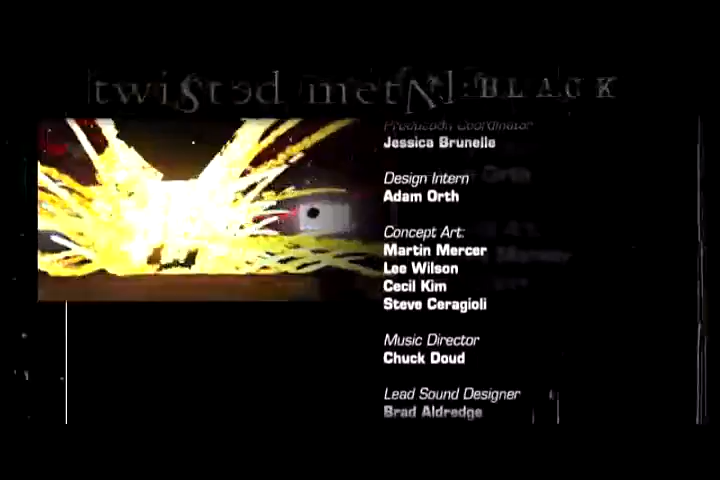 twisted metal: BLACK
Production Coordinator
Jessica Brunelle
Design Intern
Adam Orth
Concept Art:
Martin Mercer
Lee Wilson
Cecil Kim
Steve Ceragioli
Music Director
Chuck Doud
Lead Sound Designer
Brad Aldredge